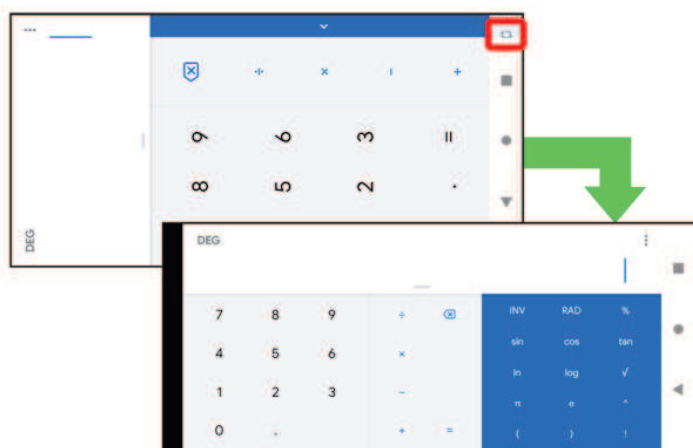 ÷ × − +
9 6 3 =
8 5 2 .
DEG
DEG
7 8 9 ÷ INV RAD %
4 5 6 × sin cos tan
1 2 3 − ln log √
π e ^
0 . + = ( ) !